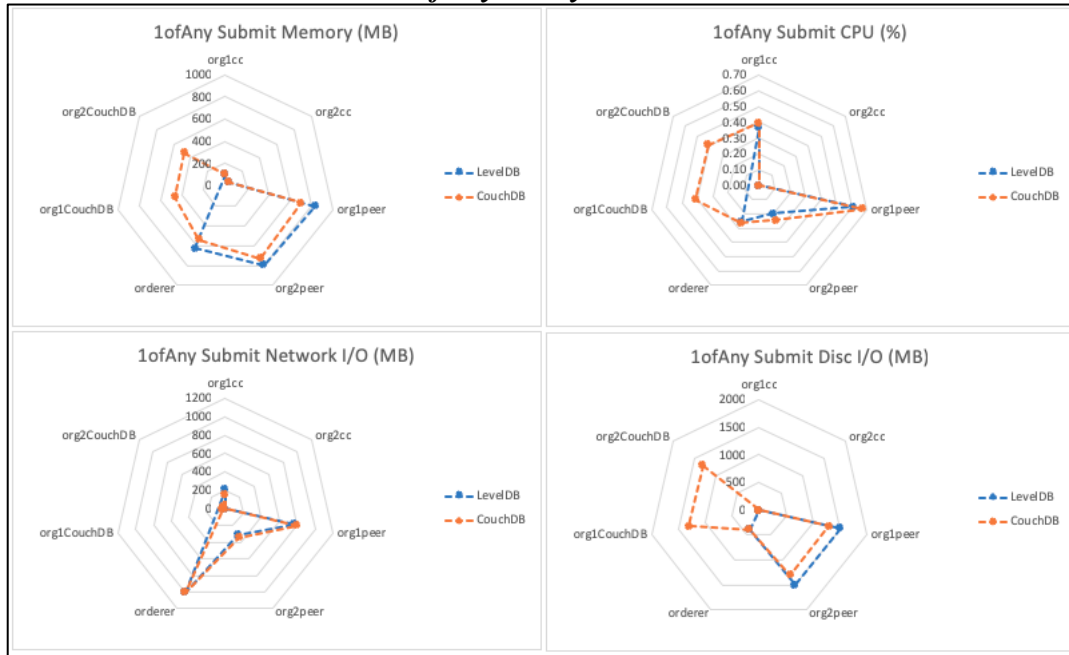 1ofAny Submit Memory (MB)
org1cc
1000
800
600
400
200
0
org2CouchDB
org2cc
org1CouchDB
org1peer
orderer
org2peer
LevelDB
CouchDB
1ofAny Submit CPU (%)
org1cc
0.70
0.60
0.50
0.40
0.30
0.20
0.10
0.00
org2CouchDB
org2cc
org1CouchDB
org1peer
orderer
org2peer
LevelDB
CouchDB
1ofAny Submit Network I/O (MB)
org1cc
1200
1000
800
600
400
200
0
org2CouchDB
org2cc
org1CouchDB
org1peer
orderer
org2peer
LevelDB
CouchDB
1ofAny Submit Disc I/O (MB)
org1cc
2000
1500
1000
500
0
org2CouchDB
org2cc
org1CouchDB
org1peer
orderer
org2peer
LevelDB
CouchDB